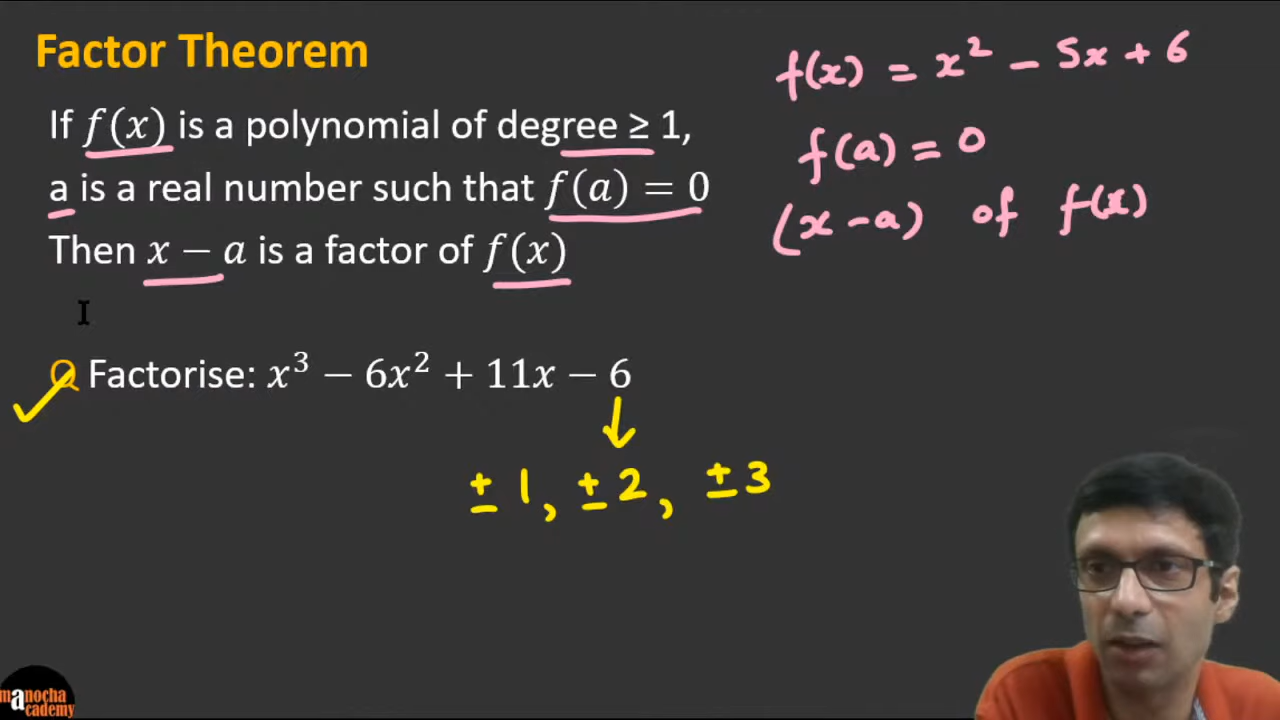 Factor Theorem
If f(x) is a polynomial of degree ≥ 1,
a is a real number such that f(a) = 0
Then x − a is a factor of f(x)
f(x) = x² − 5x + 6
f(a) = 0
(x − a) of f(x)
Q Factorise: x³ − 6x² + 11x − 6
± 1, ± 2, ± 3
manocha
academy